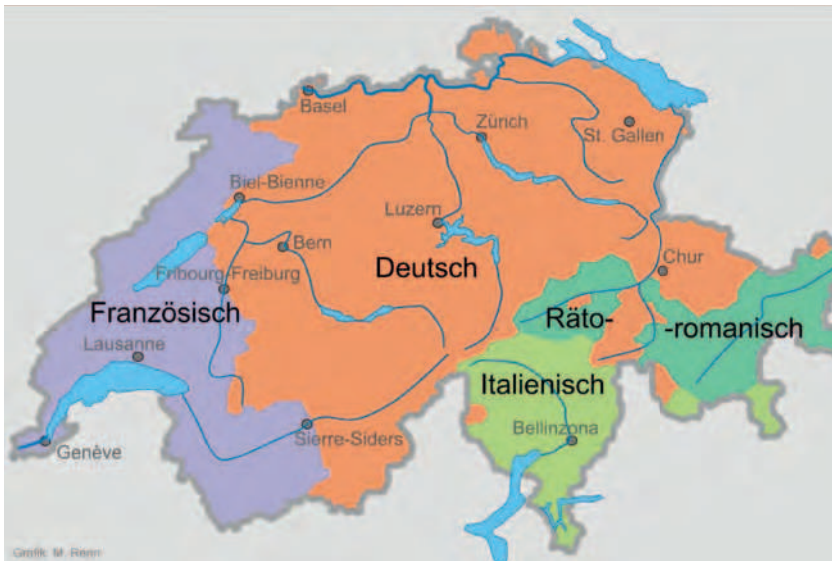 Basel
Zürich
St. Gallen
Biel-Bienne
Luzern
Bern
Chur
Deutsch
Fribourg-Freiburg
Französisch
Räto-
-romanisch
Lausanne
Italienisch
Sierre-Siders
Bellinzona
Genève
Grafik: M. Renn